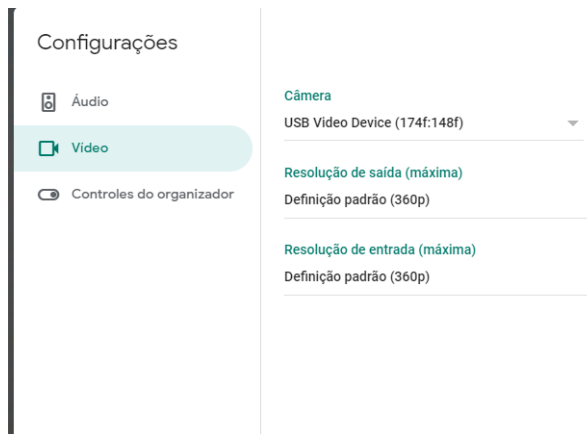 Configurações
Áudio
Vídeo
Controles do organizador
Câmera
USB Video Device (174f:148f)
Resolução de saída (máxima)
Definição padrão (360p)
Resolução de entrada (máxima)
Definição padrão (360p)